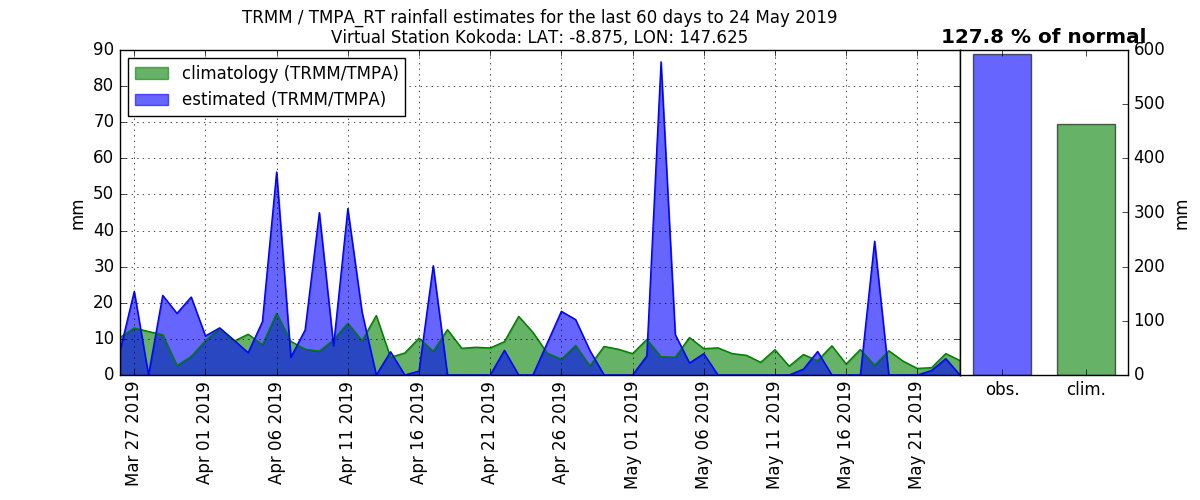 TRMM / TMPA_RT rainfall estimates for the last 60 days to 24 May 2019
Virtual Station Kokoda: LAT: -8.875, LON: 147.625
127.8 % of normal
climatology (TRMM/TMPA)
estimated (TRMM/TMPA)
90
80
70
60
50
40
30
20
10
0
mm
Mar 27 2019
Apr 01 2019
Apr 06 2019
Apr 11 2019
Apr 16 2019
Apr 21 2019
Apr 26 2019
May 01 2019
May 06 2019
May 11 2019
May 16 2019
May 21 2019
obs.
clim.
600
500
400
300
200
100
0
mm